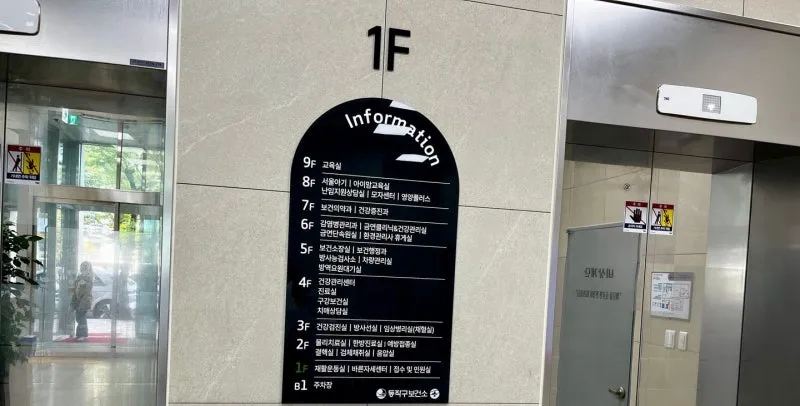 1F
Information
9F 교육실
8F 서울아기 | 아이맘교육실
난임지원상담실 | 모자센터 | 영양플러스
7F 보건의약과 | 건강증진과
6F 감염병관리과 | 금연클리닉&건강관리실
금연단속원실 | 환경관리사 휴게실
5F 보건소장실 | 보건행정과
방사능검사소 | 차량관리실
방역요원대기실
4F 건강관리센터
진료실
구강보건실
치매상담실
3F 건강검진실 | 방사선실 | 임상병리실(채혈실)
2F 물리치료실 | 한방진료실 | 예방접종실
결핵실 | 검체채취실 | 음압실
1F 재활운동실 | 바른자세센터 | 접수 및 민원실
B1 주차장
동작구보건소